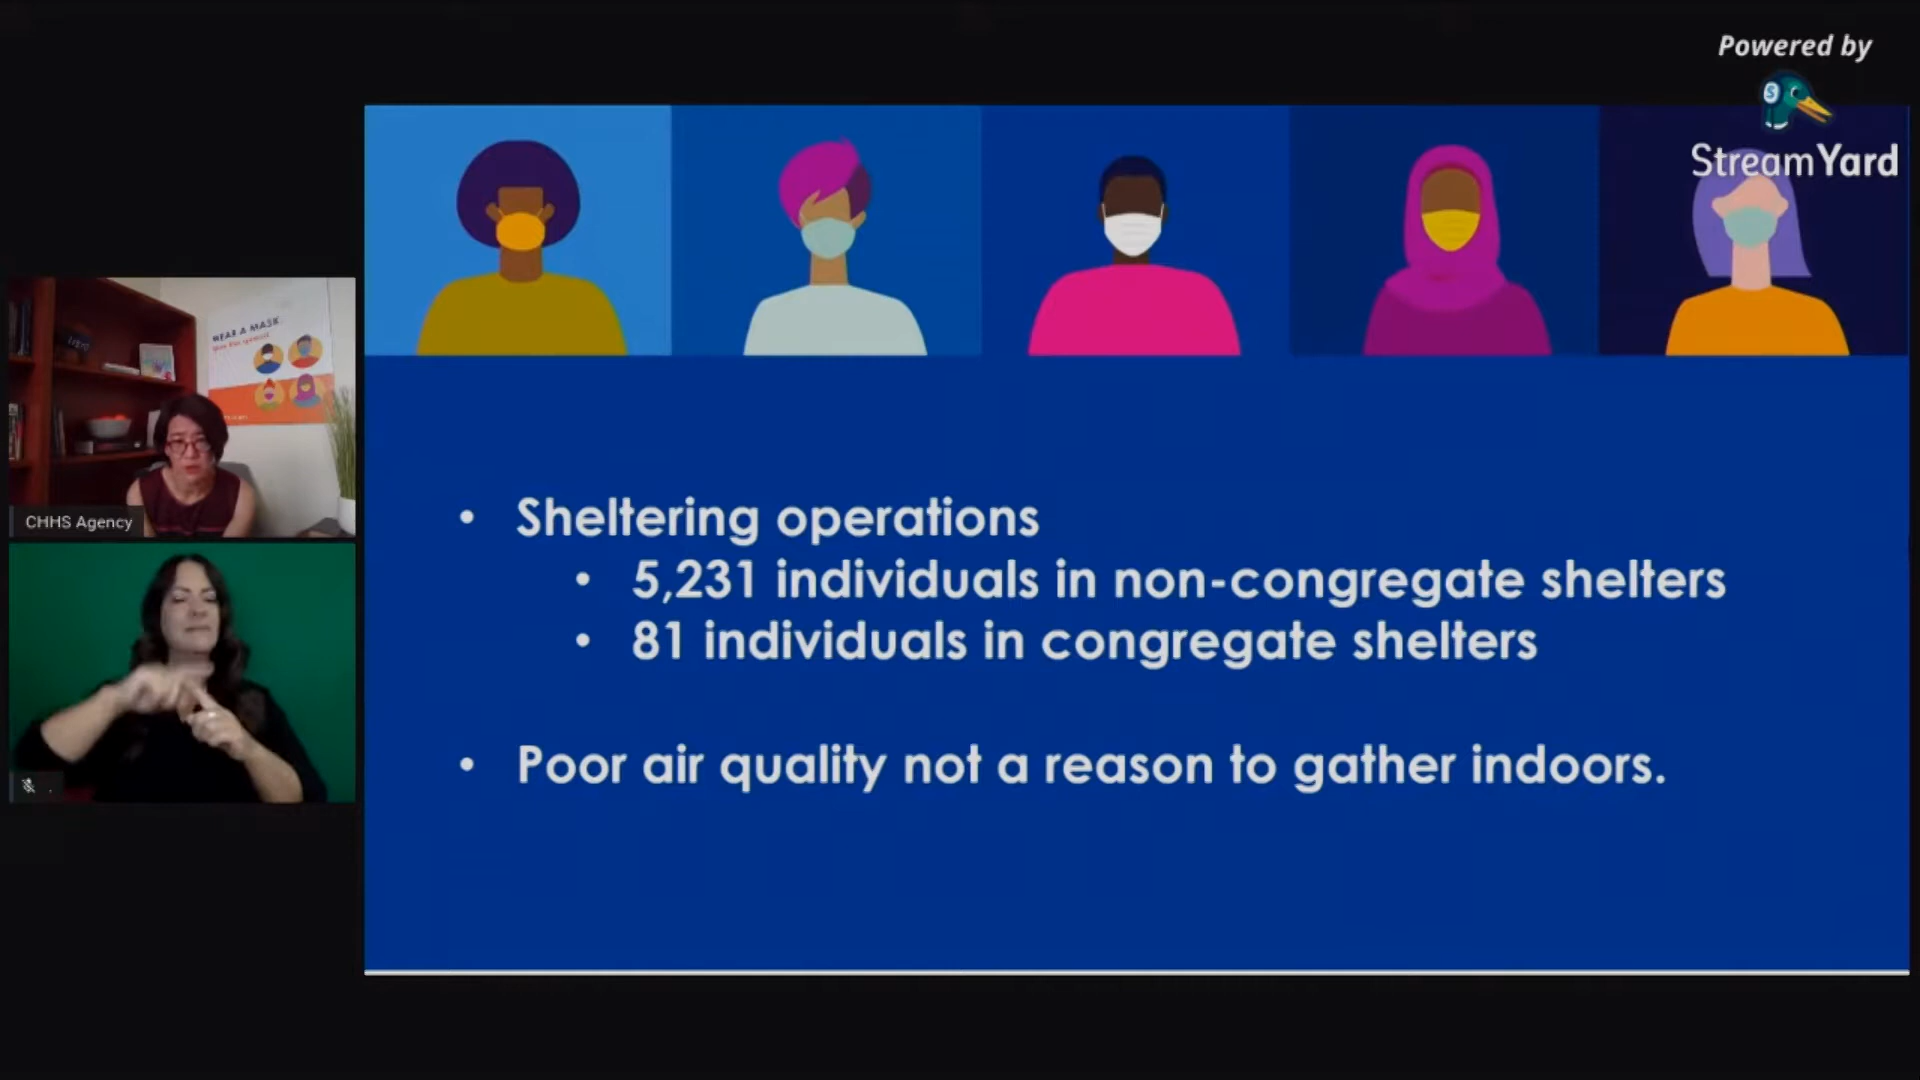 Powered by
StreamYard
WEAR A MASK
CHHS Agency
• Sheltering operations
• 5,231 individuals in non-congregate shelters
• 81 individuals in congregate shelters
• Poor air quality not a reason to gather indoors.